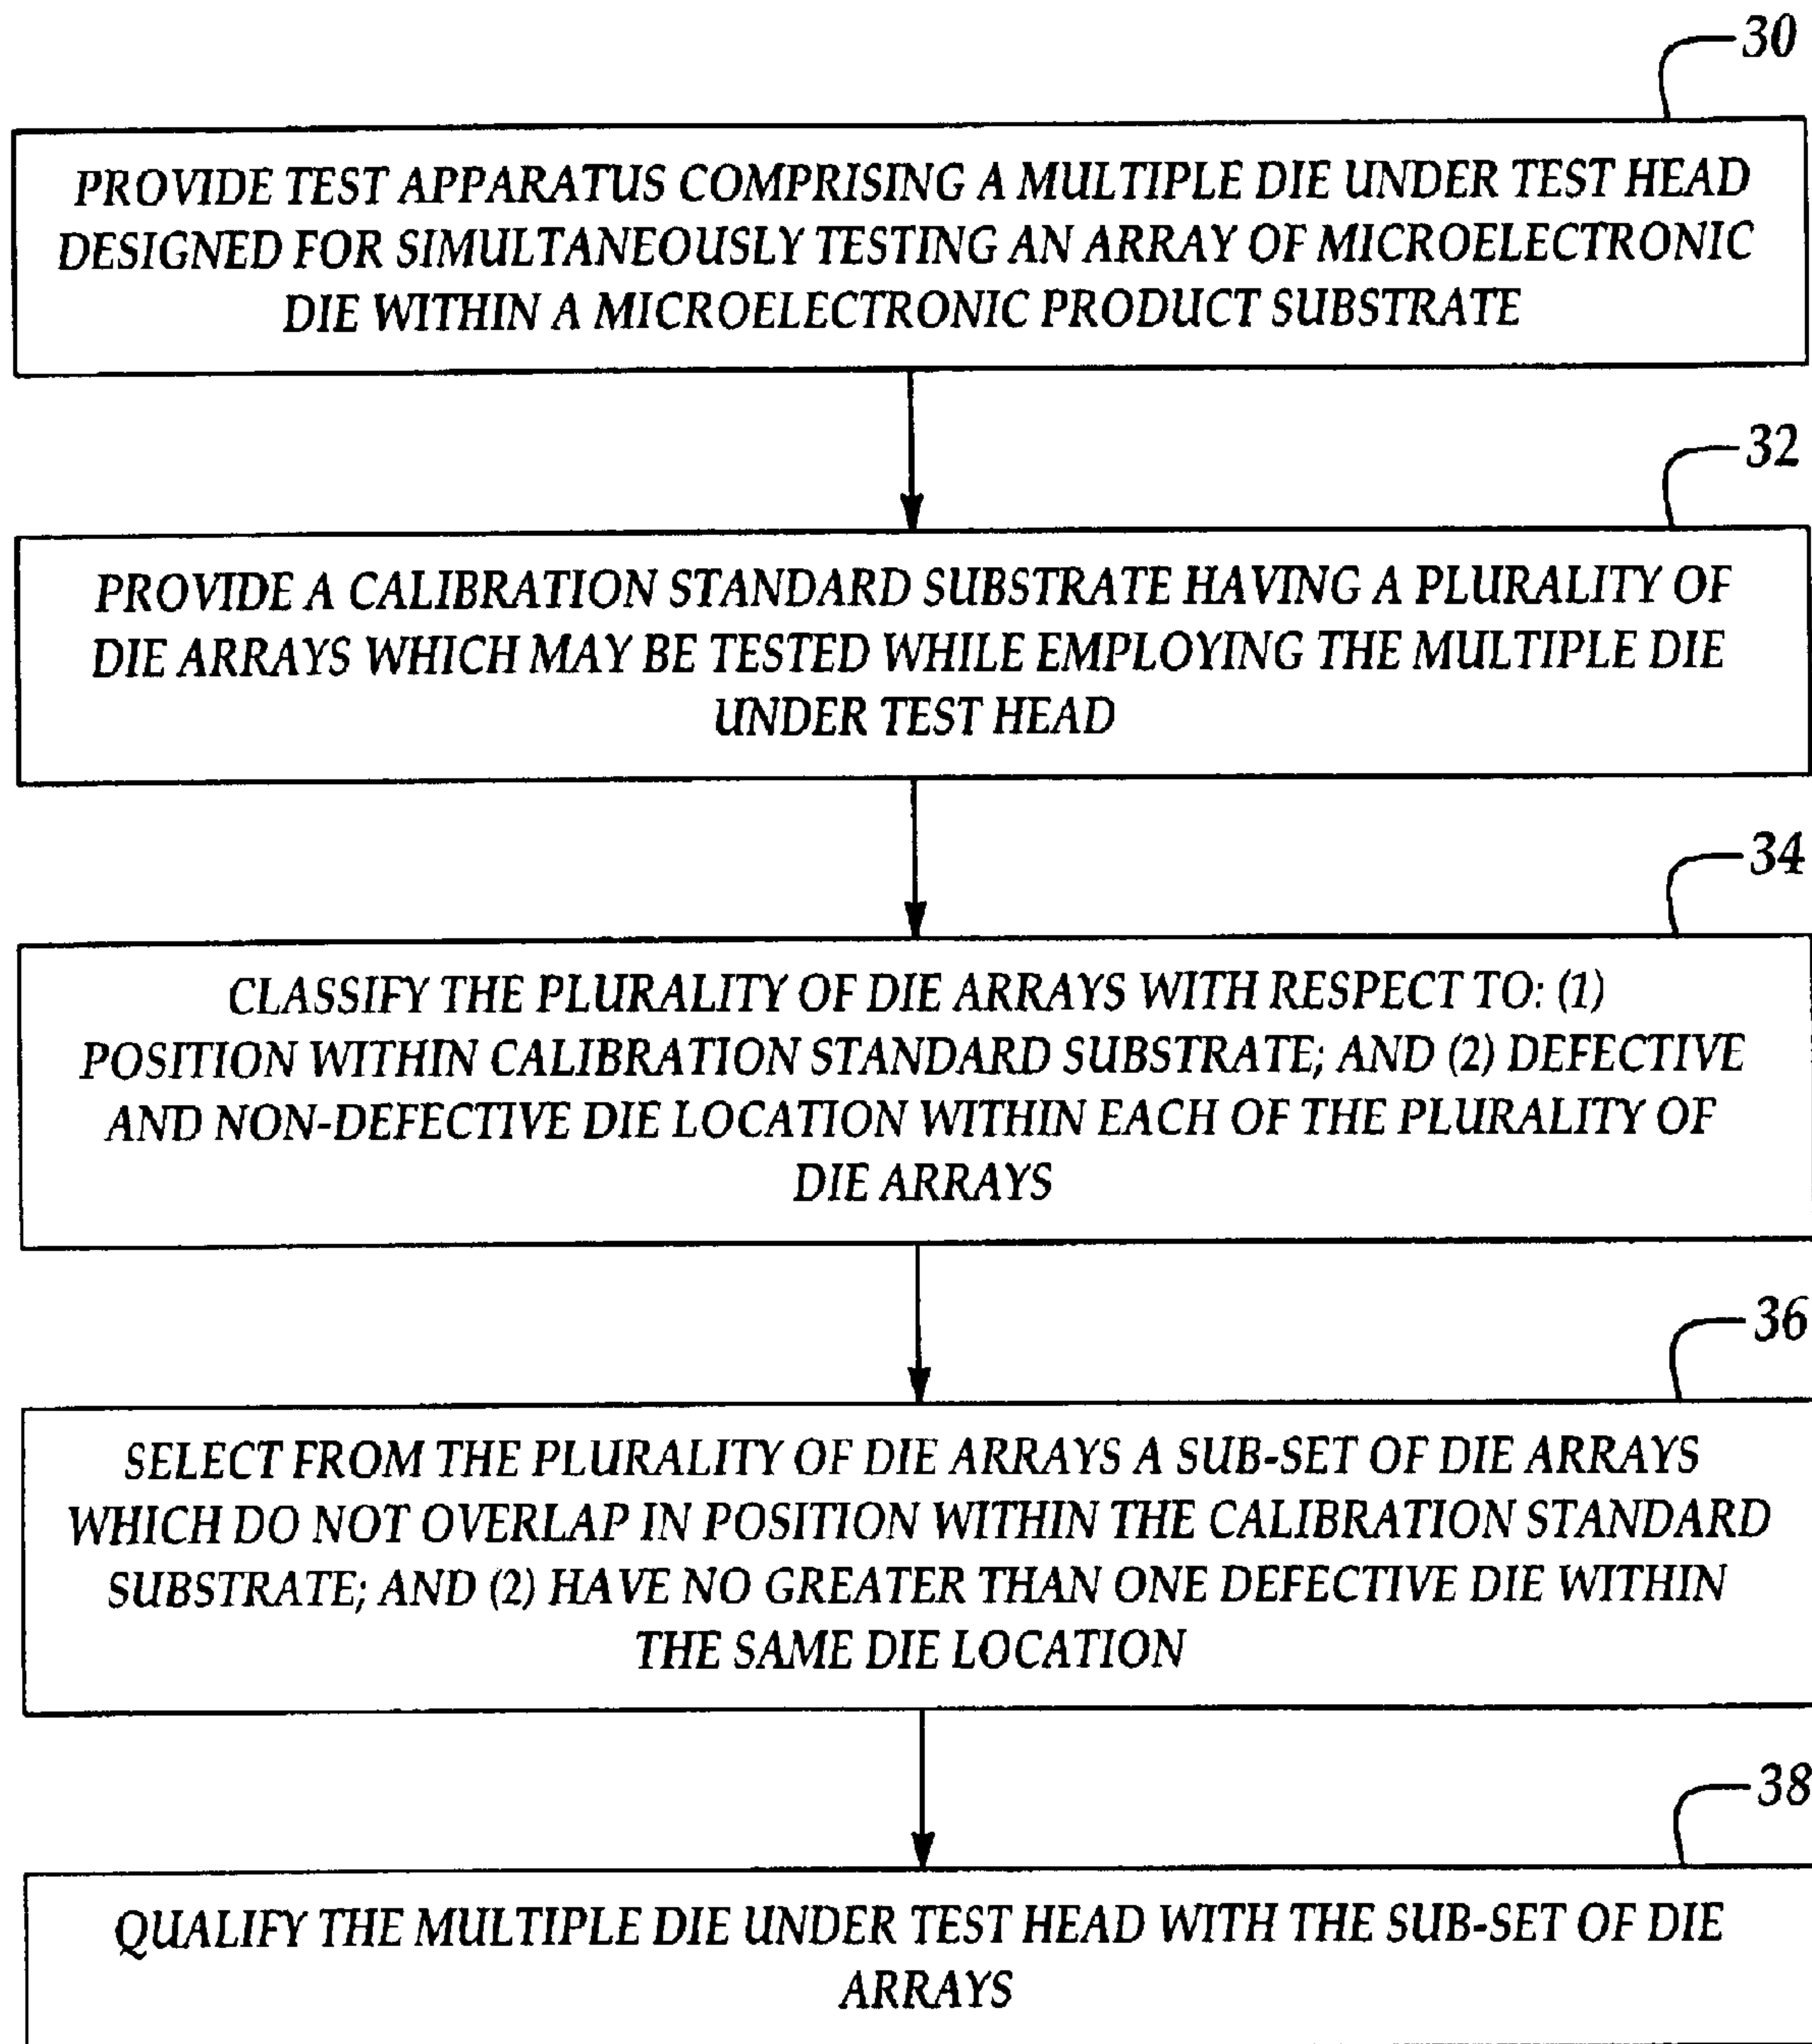 30
PROVIDE TEST APPARATUS COMPRISING A MULTIPLE DIE UNDER TEST HEAD
DESIGNED FOR SIMULTANEOUSLY TESTING AN ARRAY OF MICROELECTRONIC
DIE WITHIN A MICROELECTRONIC PRODUCT SUBSTRATE
32
PROVIDE A CALIBRATION STANDARD SUBSTRATE HAVING A PLURALITY OF
DIE ARRAYS WHICH MAY BE TESTED WHILE EMPLOYING THE MULTIPLE DIE
UNDER TEST HEAD
34
CLASSIFY THE PLURALITY OF DIE ARRAYS WITH RESPECT TO: (1)
POSITION WITHIN CALIBRATION STANDARD SUBSTRATE; AND (2) DEFECTIVE
AND NON-DEFECTIVE DIE LOCATION WITHIN EACH OF THE PLURALITY OF
DIE ARRAYS
36
SELECT FROM THE PLURALITY OF DIE ARRAYS A SUB-SET OF DIE ARRAYS
WHICH DO NOT OVERLAP IN POSITION WITHIN THE CALIBRATION STANDARD
SUBSTRATE; AND (2) HAVE NO GREATER THAN ONE DEFECTIVE DIE WITHIN
THE SAME DIE LOCATION
38
QUALIFY THE MULTIPLE DIE UNDER TEST HEAD WITH THE SUB-SET OF DIE
ARRAYS